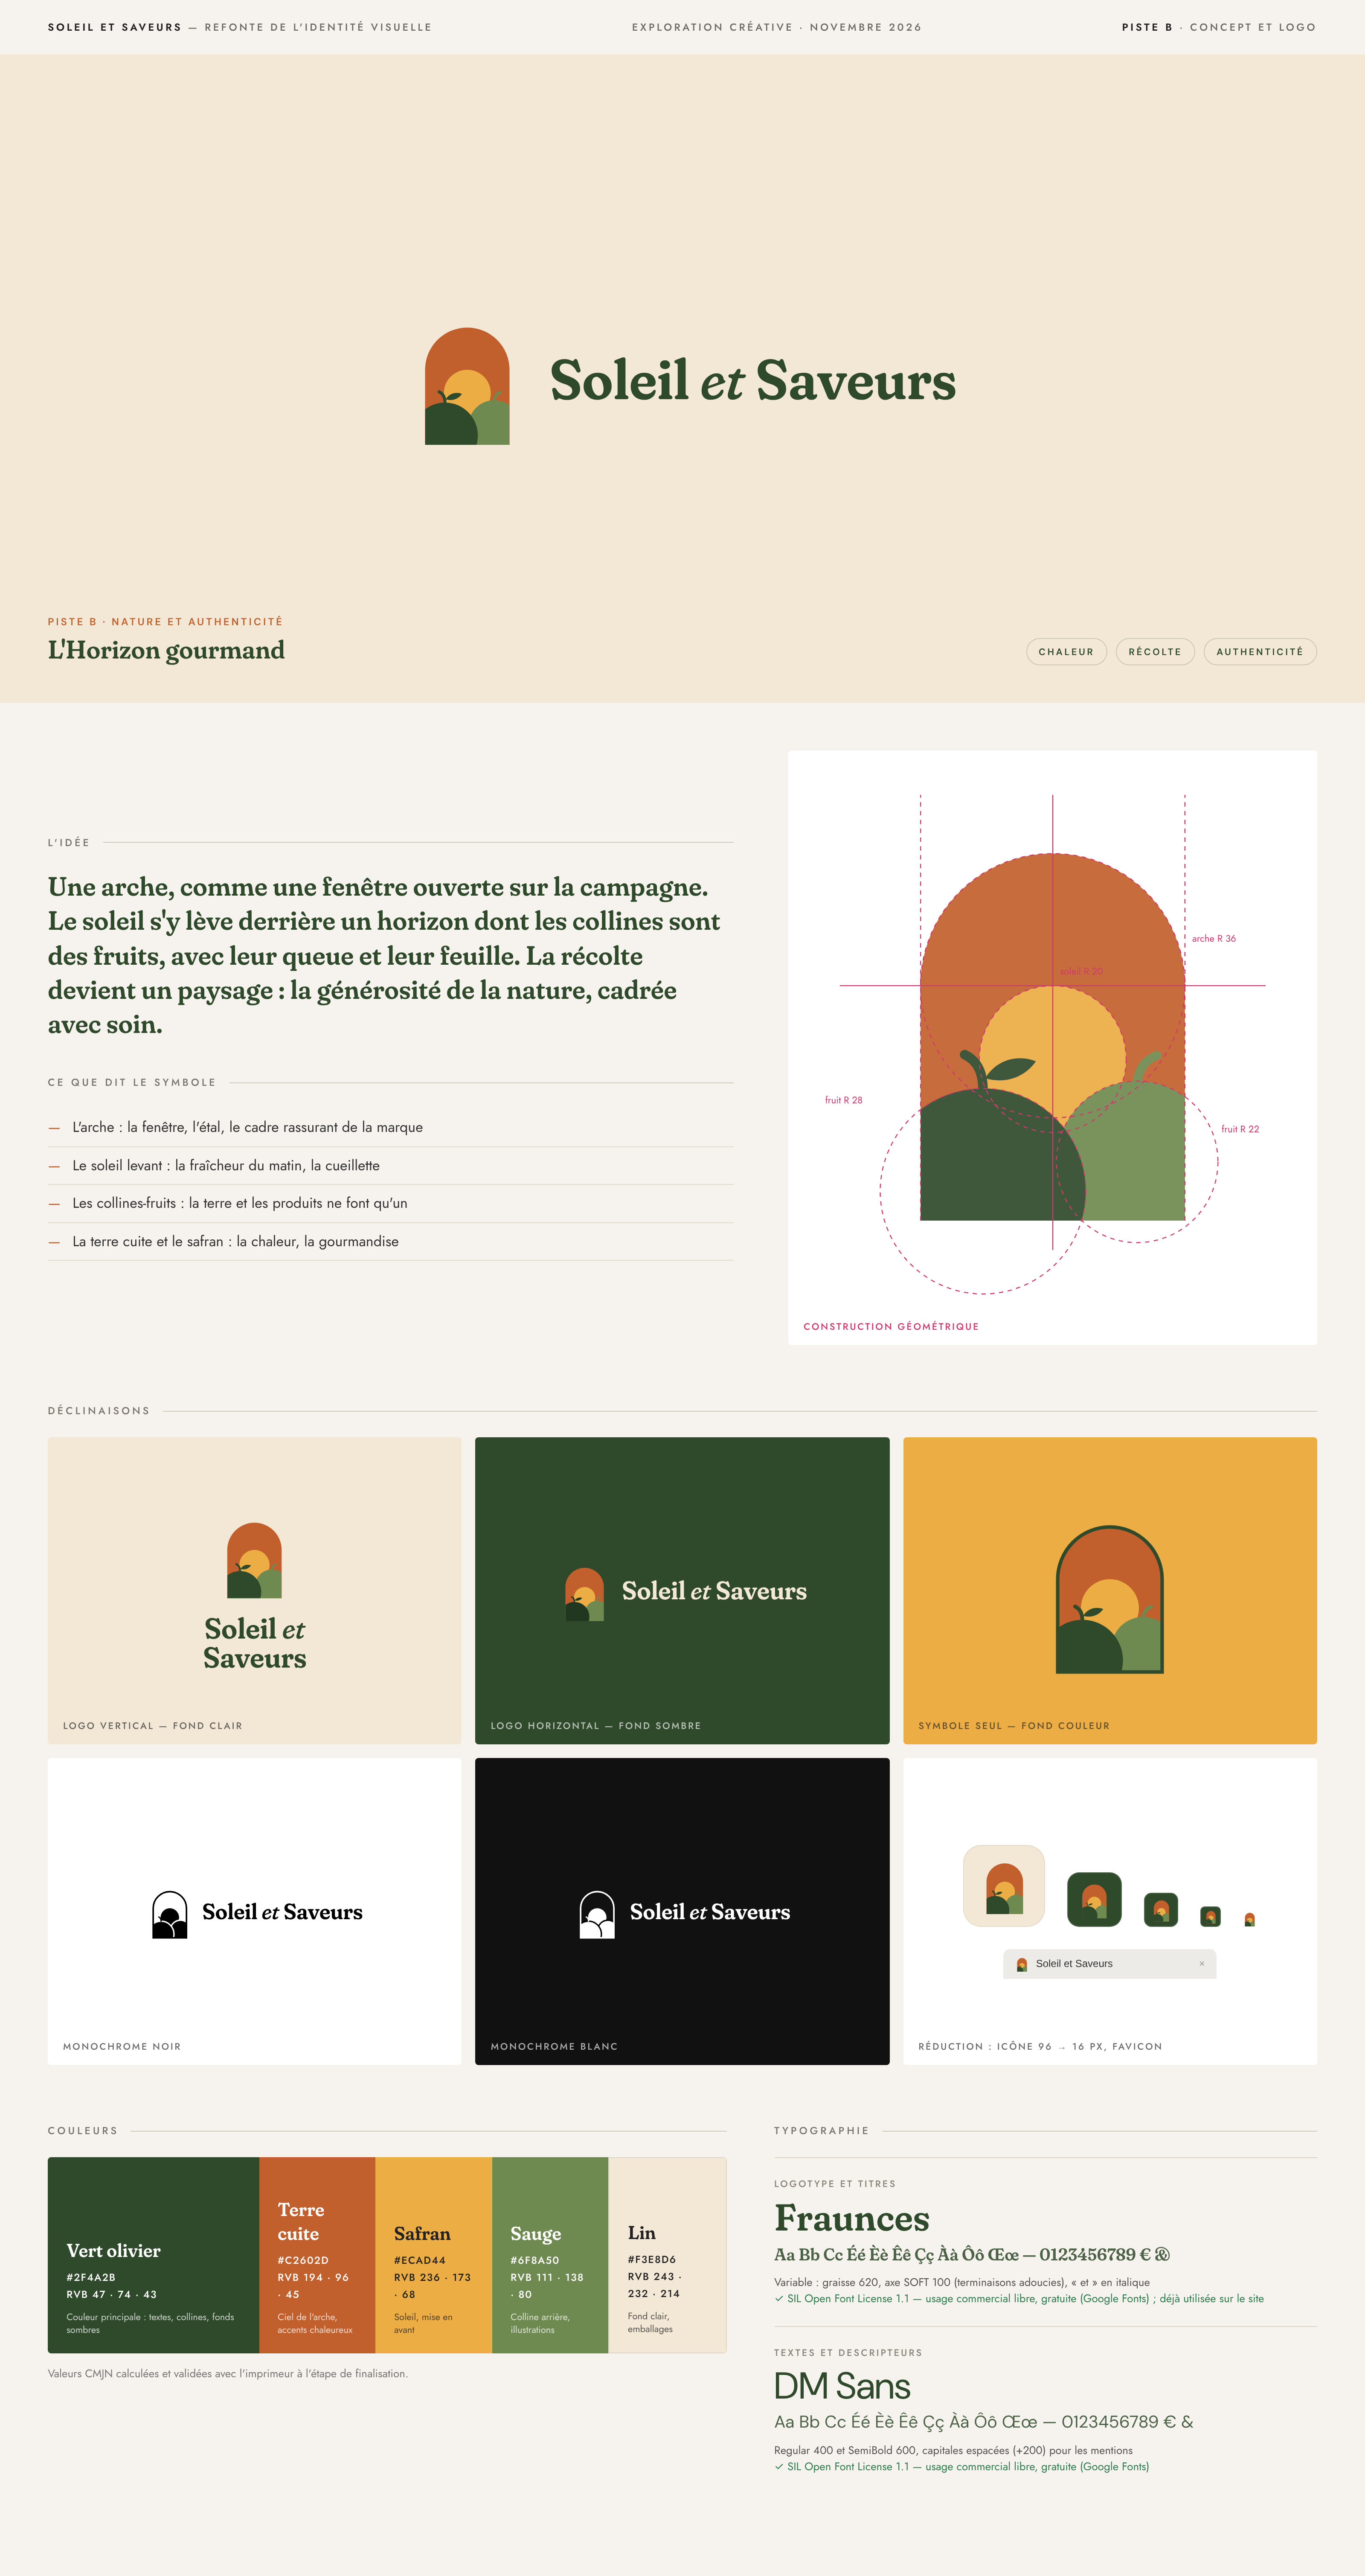 SOLEIL ET SAVEURS — REFONTE DE L'IDENTITÉ VISUELLE
EXPLORATION CRÉATIVE · NOVEMBRE 2026
PISTE B · CONCEPT ET LOGO
Soleil et Saveurs
PISTE B · NATURE ET AUTHENTICITÉ
L'Horizon gourmand
CHALEUR
RÉCOLTE
AUTHENTICITÉ
L'IDÉE
Une arche, comme une fenêtre ouverte sur la campagne.
Le soleil s'y lève derrière un horizon dont les collines sont
des fruits, avec leur queue et leur feuille. La récolte
devient un paysage : la générosité de la nature, cadrée
avec soin.
CE QUE DIT LE SYMBOLE
— L'arche : la fenêtre, l'étal, le cadre rassurant de la marque
— Le soleil levant : la fraîcheur du matin, la cueillette
— Les collines-fruits : la terre et les produits ne font qu'un
— La terre cuite et le safran : la chaleur, la gourmandise
arche R 36
soleil R 20
fruit R 28
fruit R 22
CONSTRUCTION GÉOMÉTRIQUE
DÉCLINAISONS
Soleil et
Saveurs
LOGO VERTICAL — FOND CLAIR
Soleil et Saveurs
LOGO HORIZONTAL — FOND SOMBRE
SYMBOLE SEUL — FOND COULEUR
Soleil et Saveurs
MONOCHROME NOIR
Soleil et Saveurs
MONOCHROME BLANC
Soleil et Saveurs ×
RÉDUCTION : ICÔNE 96 → 16 PX, FAVICON
COULEURS
Vert olivier
#2F4A2B
RVB 47 · 74 · 43
Couleur principale : textes, collines, fonds
sombres
Terre
cuite
#C2602D
RVB 194 · 96
· 45
Ciel de l'arche,
accents chaleureux
Safran
#ECAD44
RVB 236 · 173
· 68
Soleil, mise en
avant
Sauge
#6F8A50
RVB 111 · 138
· 80
Colline arrière,
illustrations
Lin
#F3E8D6
RVB 243 ·
232 · 214
Fond clair,
emballages
Valeurs CMJN calculées et validées avec l'imprimeur à l'étape de finalisation.
TYPOGRAPHIE
LOGOTYPE ET TITRES
Fraunces
Aa Bb Cc Éé Èè Êê Çç Àà Ôô Œœ — 0123456789 € &
Variable : graisse 620, axe SOFT 100 (terminaisons adoucies), « et » en italique
✓ SIL Open Font License 1.1 — usage commercial libre, gratuite (Google Fonts) ; déjà utilisée sur le site
TEXTES ET DESCRIPTEURS
DM Sans
Aa Bb Cc Éé Èè Êê Çç Àà Ôô Œœ — 0123456789 € &
Regular 400 et SemiBold 600, capitales espacées (+200) pour les mentions
✓ SIL Open Font License 1.1 — usage commercial libre, gratuite (Google Fonts)